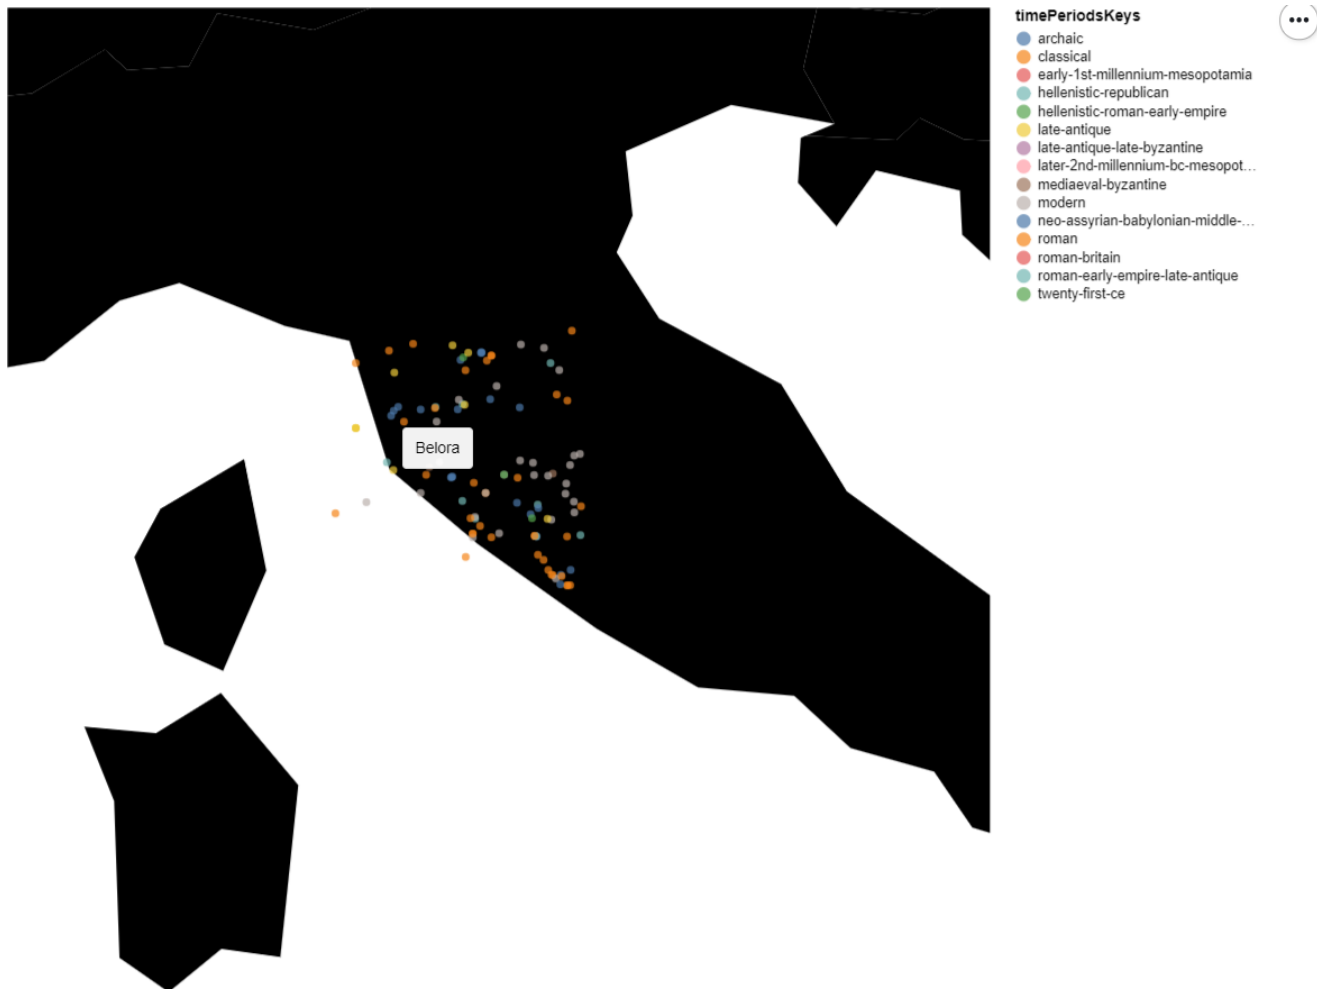 timePeriodsKeys
archaic
classical
early-1st-millennium-mesopotamia
hellenistic-republican
hellenistic-roman-early-empire
late-antique
late-antique-late-byzantine
later-2nd-millennium-bc-mesopot...
mediaeval-byzantine
modern
neo-assyrian-babylonian-middle-...
roman
roman-britain
roman-early-empire-late-antique
twenty-first-ce
Belora